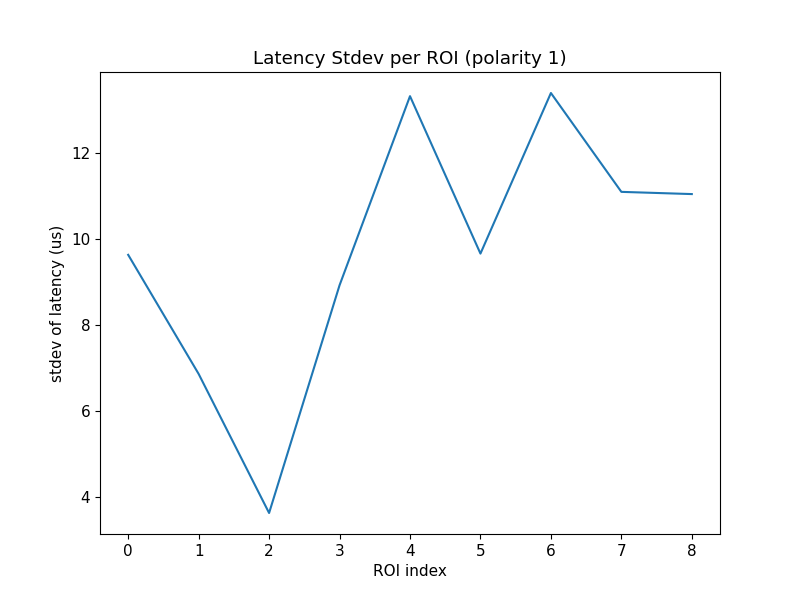 Latency Stdev per ROI (polarity 1)
stdev of latency (us)
12
10
8
6
4
0 1 2 3 4 5 6 7 8
ROI index